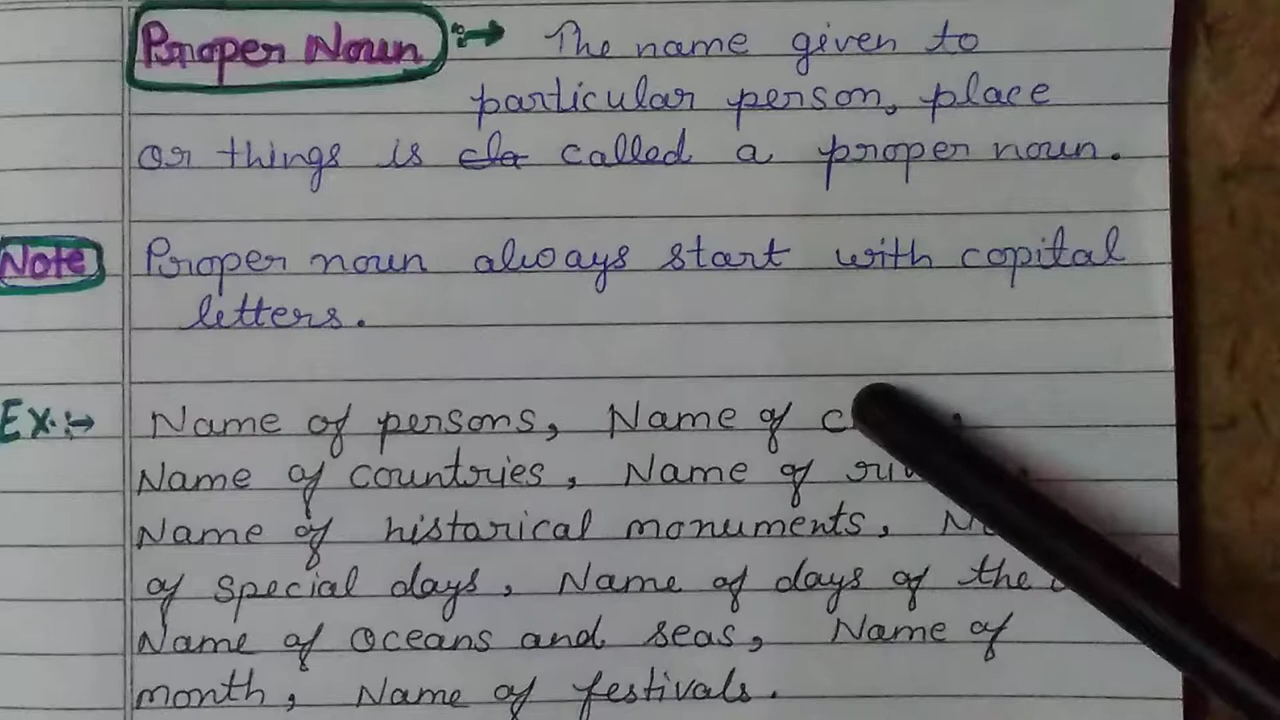 Proper Noun :→ The name given to
particular person, place
or things is cla called a proper noun.
Note Proper noun always start with copital
letters.
Ex.:→ Name of persons, Name of
Name of countries, Name of
Name of historical monuments,
of special days, Name of days of the
Name of Oceans and seas, Name of
month, Name of festivals.